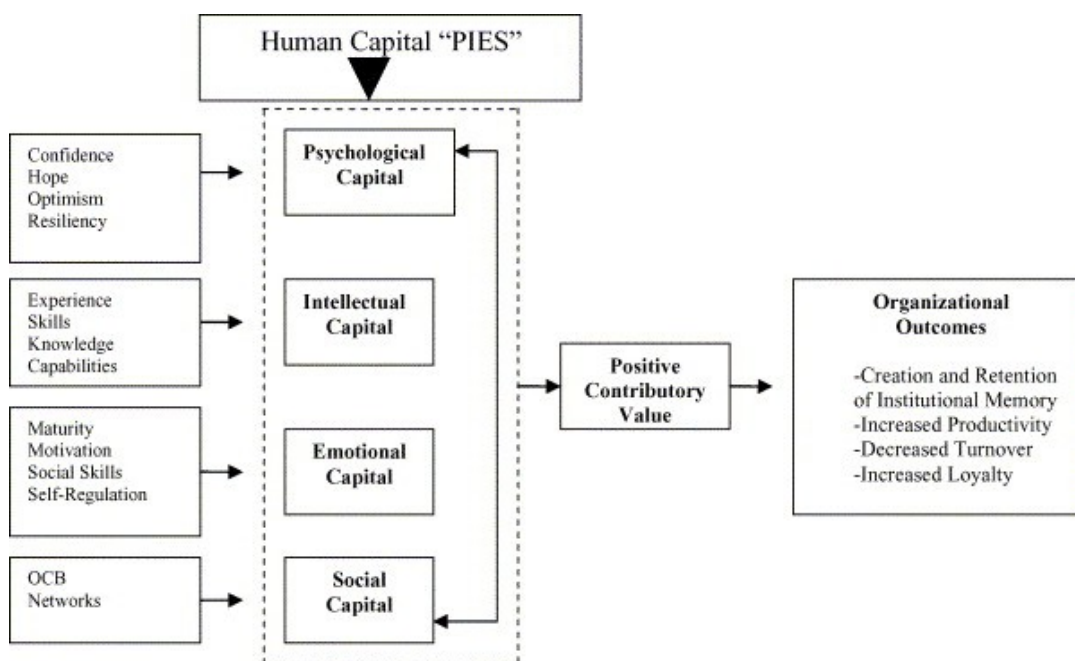 Human Capital “PIES”
Confidence
Hope
Optimism
Resiliency
Psychological
Capital
Experience
Skills
Knowledge
Capabilities
Intellectual
Capital
Maturity
Motivation
Social Skills
Self-Regulation
Emotional
Capital
OCB
Networks
Social
Capital
Positive
Contributory
Value
Organizational
Outcomes
-Creation and Retention
of Institutional Memory
-Increased Productivity
-Decreased Turnover
-Increased Loyalty